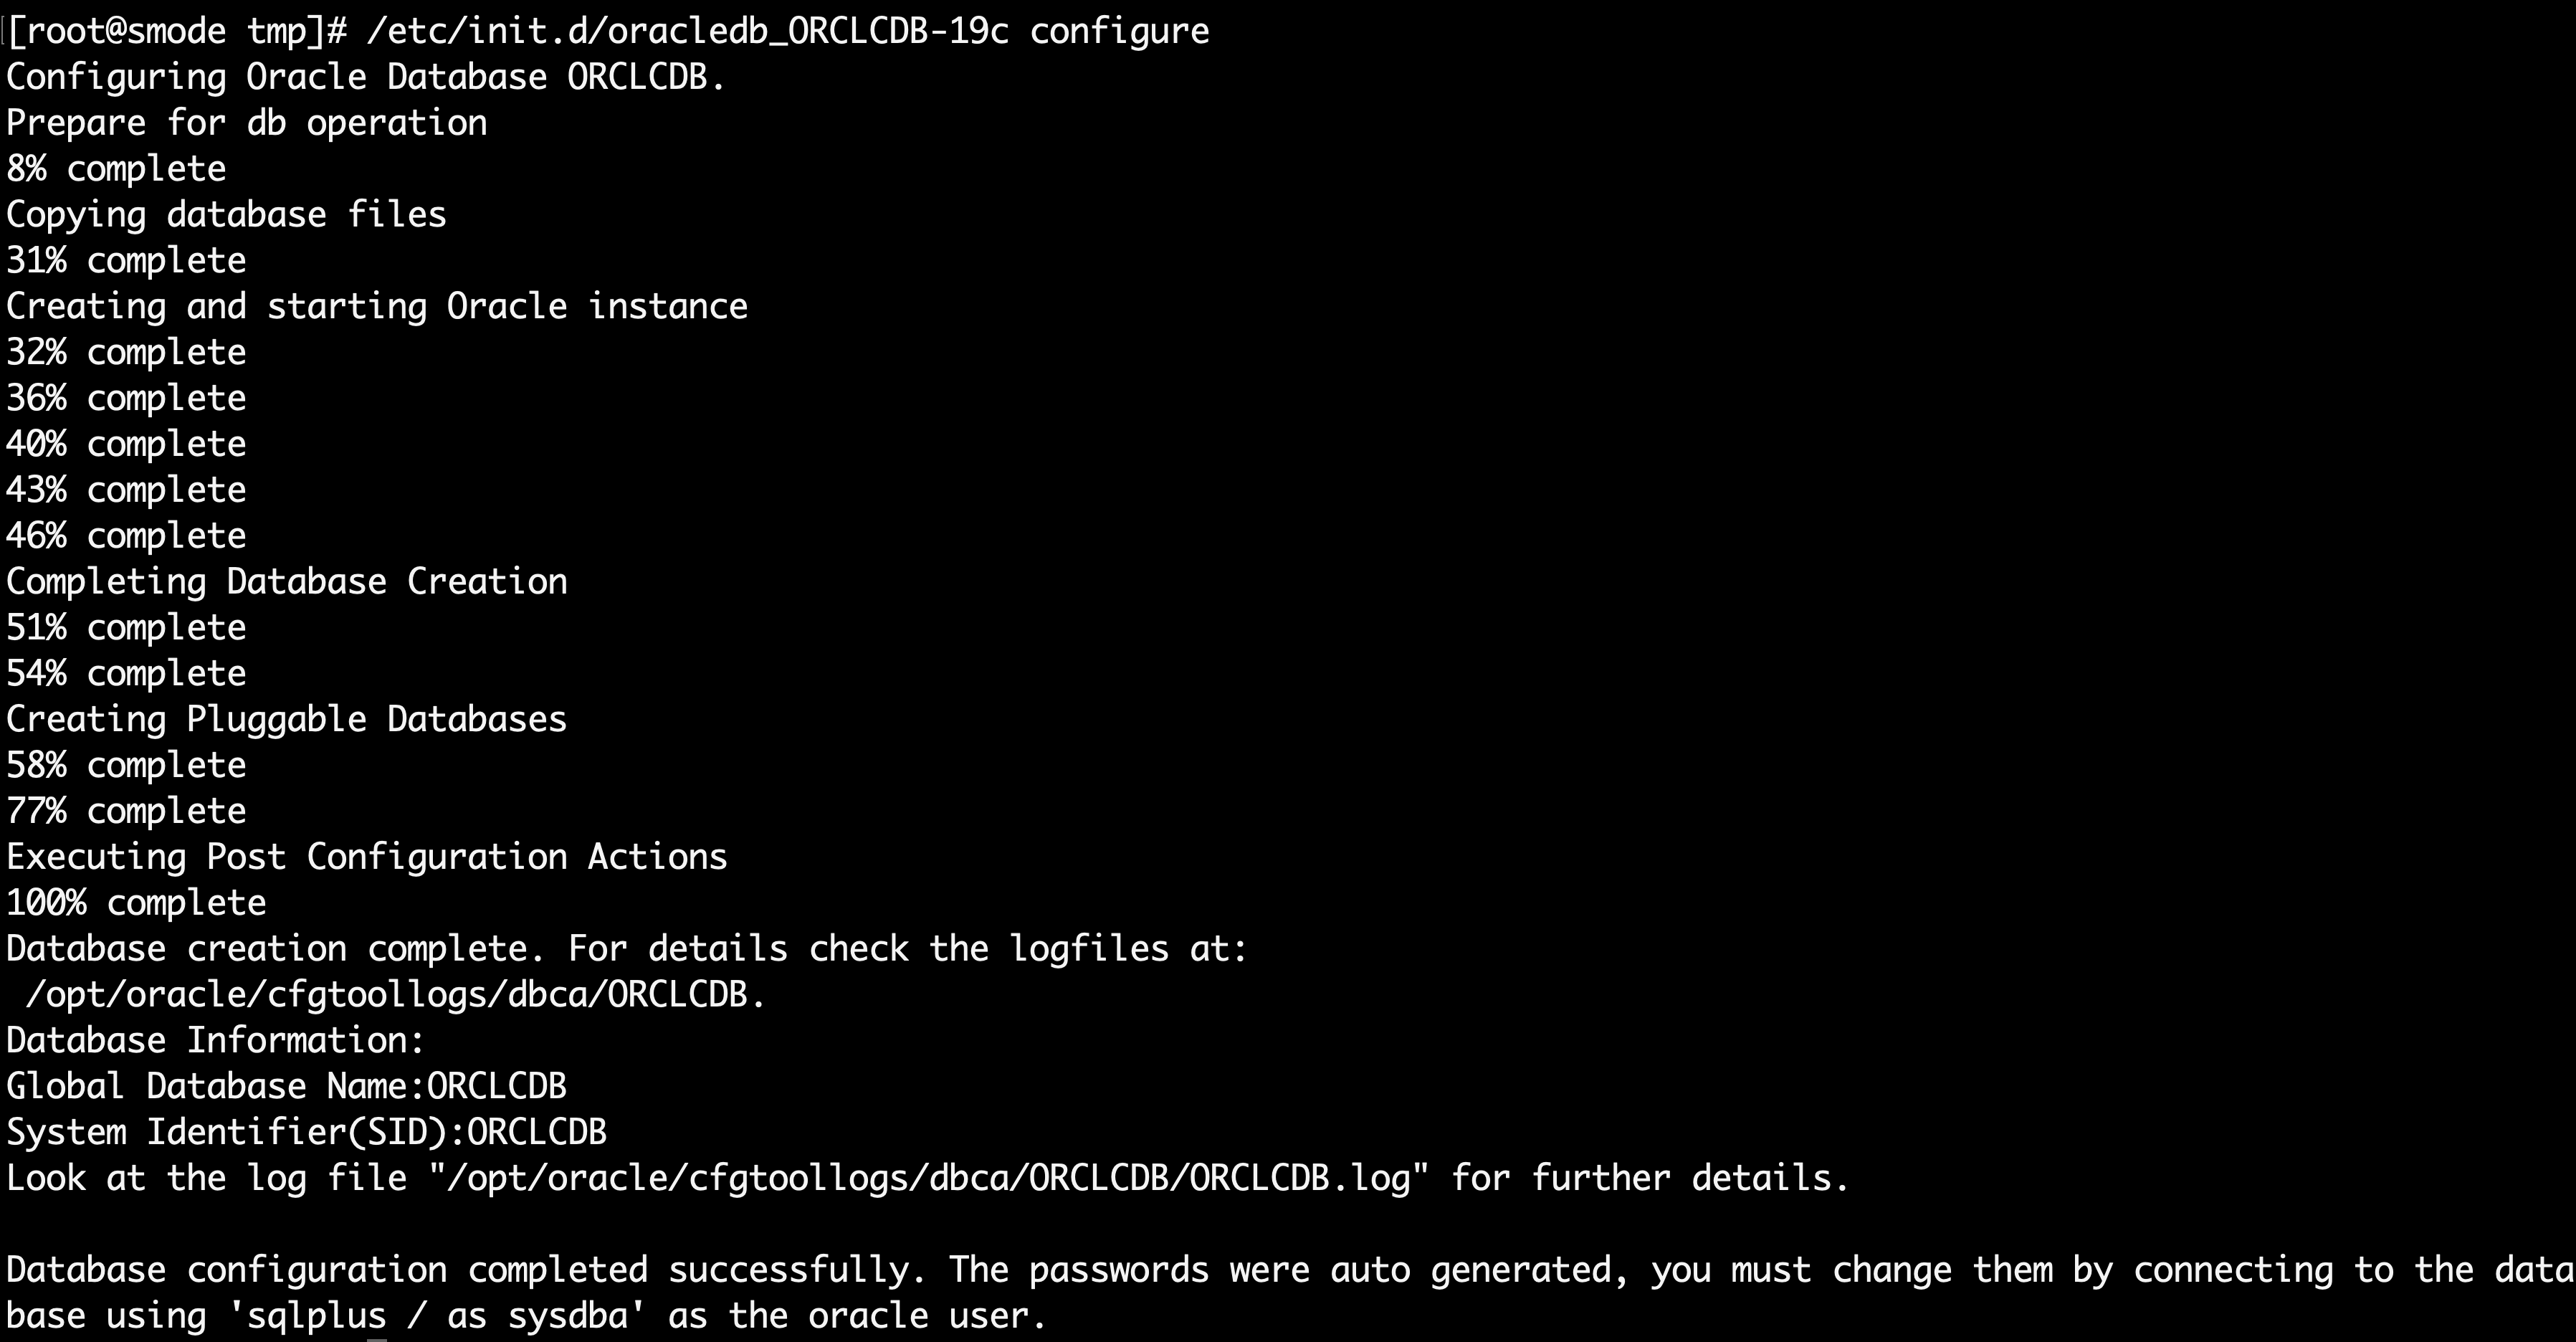 [root@smode tmp]# /etc/init.d/oracledb_ORCLCDB-19c configure
Configuring Oracle Database ORCLCDB.
Prepare for db operation
8% complete
Copying database files
31% complete
Creating and starting Oracle instance
32% complete
36% complete
40% complete
43% complete
46% complete
Completing Database Creation
51% complete
54% complete
Creating Pluggable Databases
58% complete
77% complete
Executing Post Configuration Actions
100% complete
Database creation complete. For details check the logfiles at:
 /opt/oracle/cfgtoollogs/dbca/ORCLCDB.
Database Information:
Global Database Name:ORCLCDB
System Identifier(SID):ORCLCDB
Look at the log file "/opt/oracle/cfgtoollogs/dbca/ORCLCDB/ORCLCDB.log" for further details.

Database configuration completed successfully. The passwords were auto generated, you must change them by connecting to the data
base using 'sqlplus / as sysdba' as the oracle user.